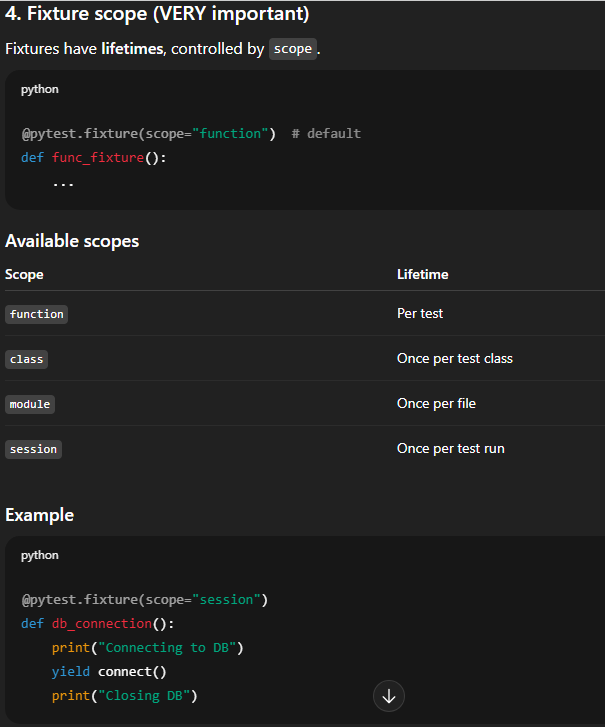 4. Fixture scope (VERY important)
Fixtures have lifetimes, controlled by scope.
python
@pytest.fixture(scope="function")  # default
def func_fixture():
    ...
Available scopes
Scope Lifetime
function Per test
class Once per test class
module Once per file
session Once per test run
Example
python
@pytest.fixture(scope="session")
def db_connection():
    print("Connecting to DB")
    yield connect()
    print("Closing DB")